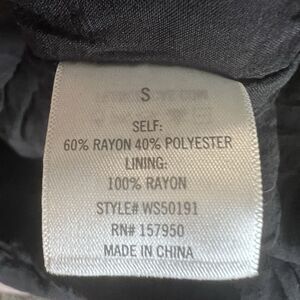 S
SELF:
60% RAYON 40% POLYESTER
LINING:
100% RAYON
STYLE# WS50191
RN# 157950
MADE IN CHINA